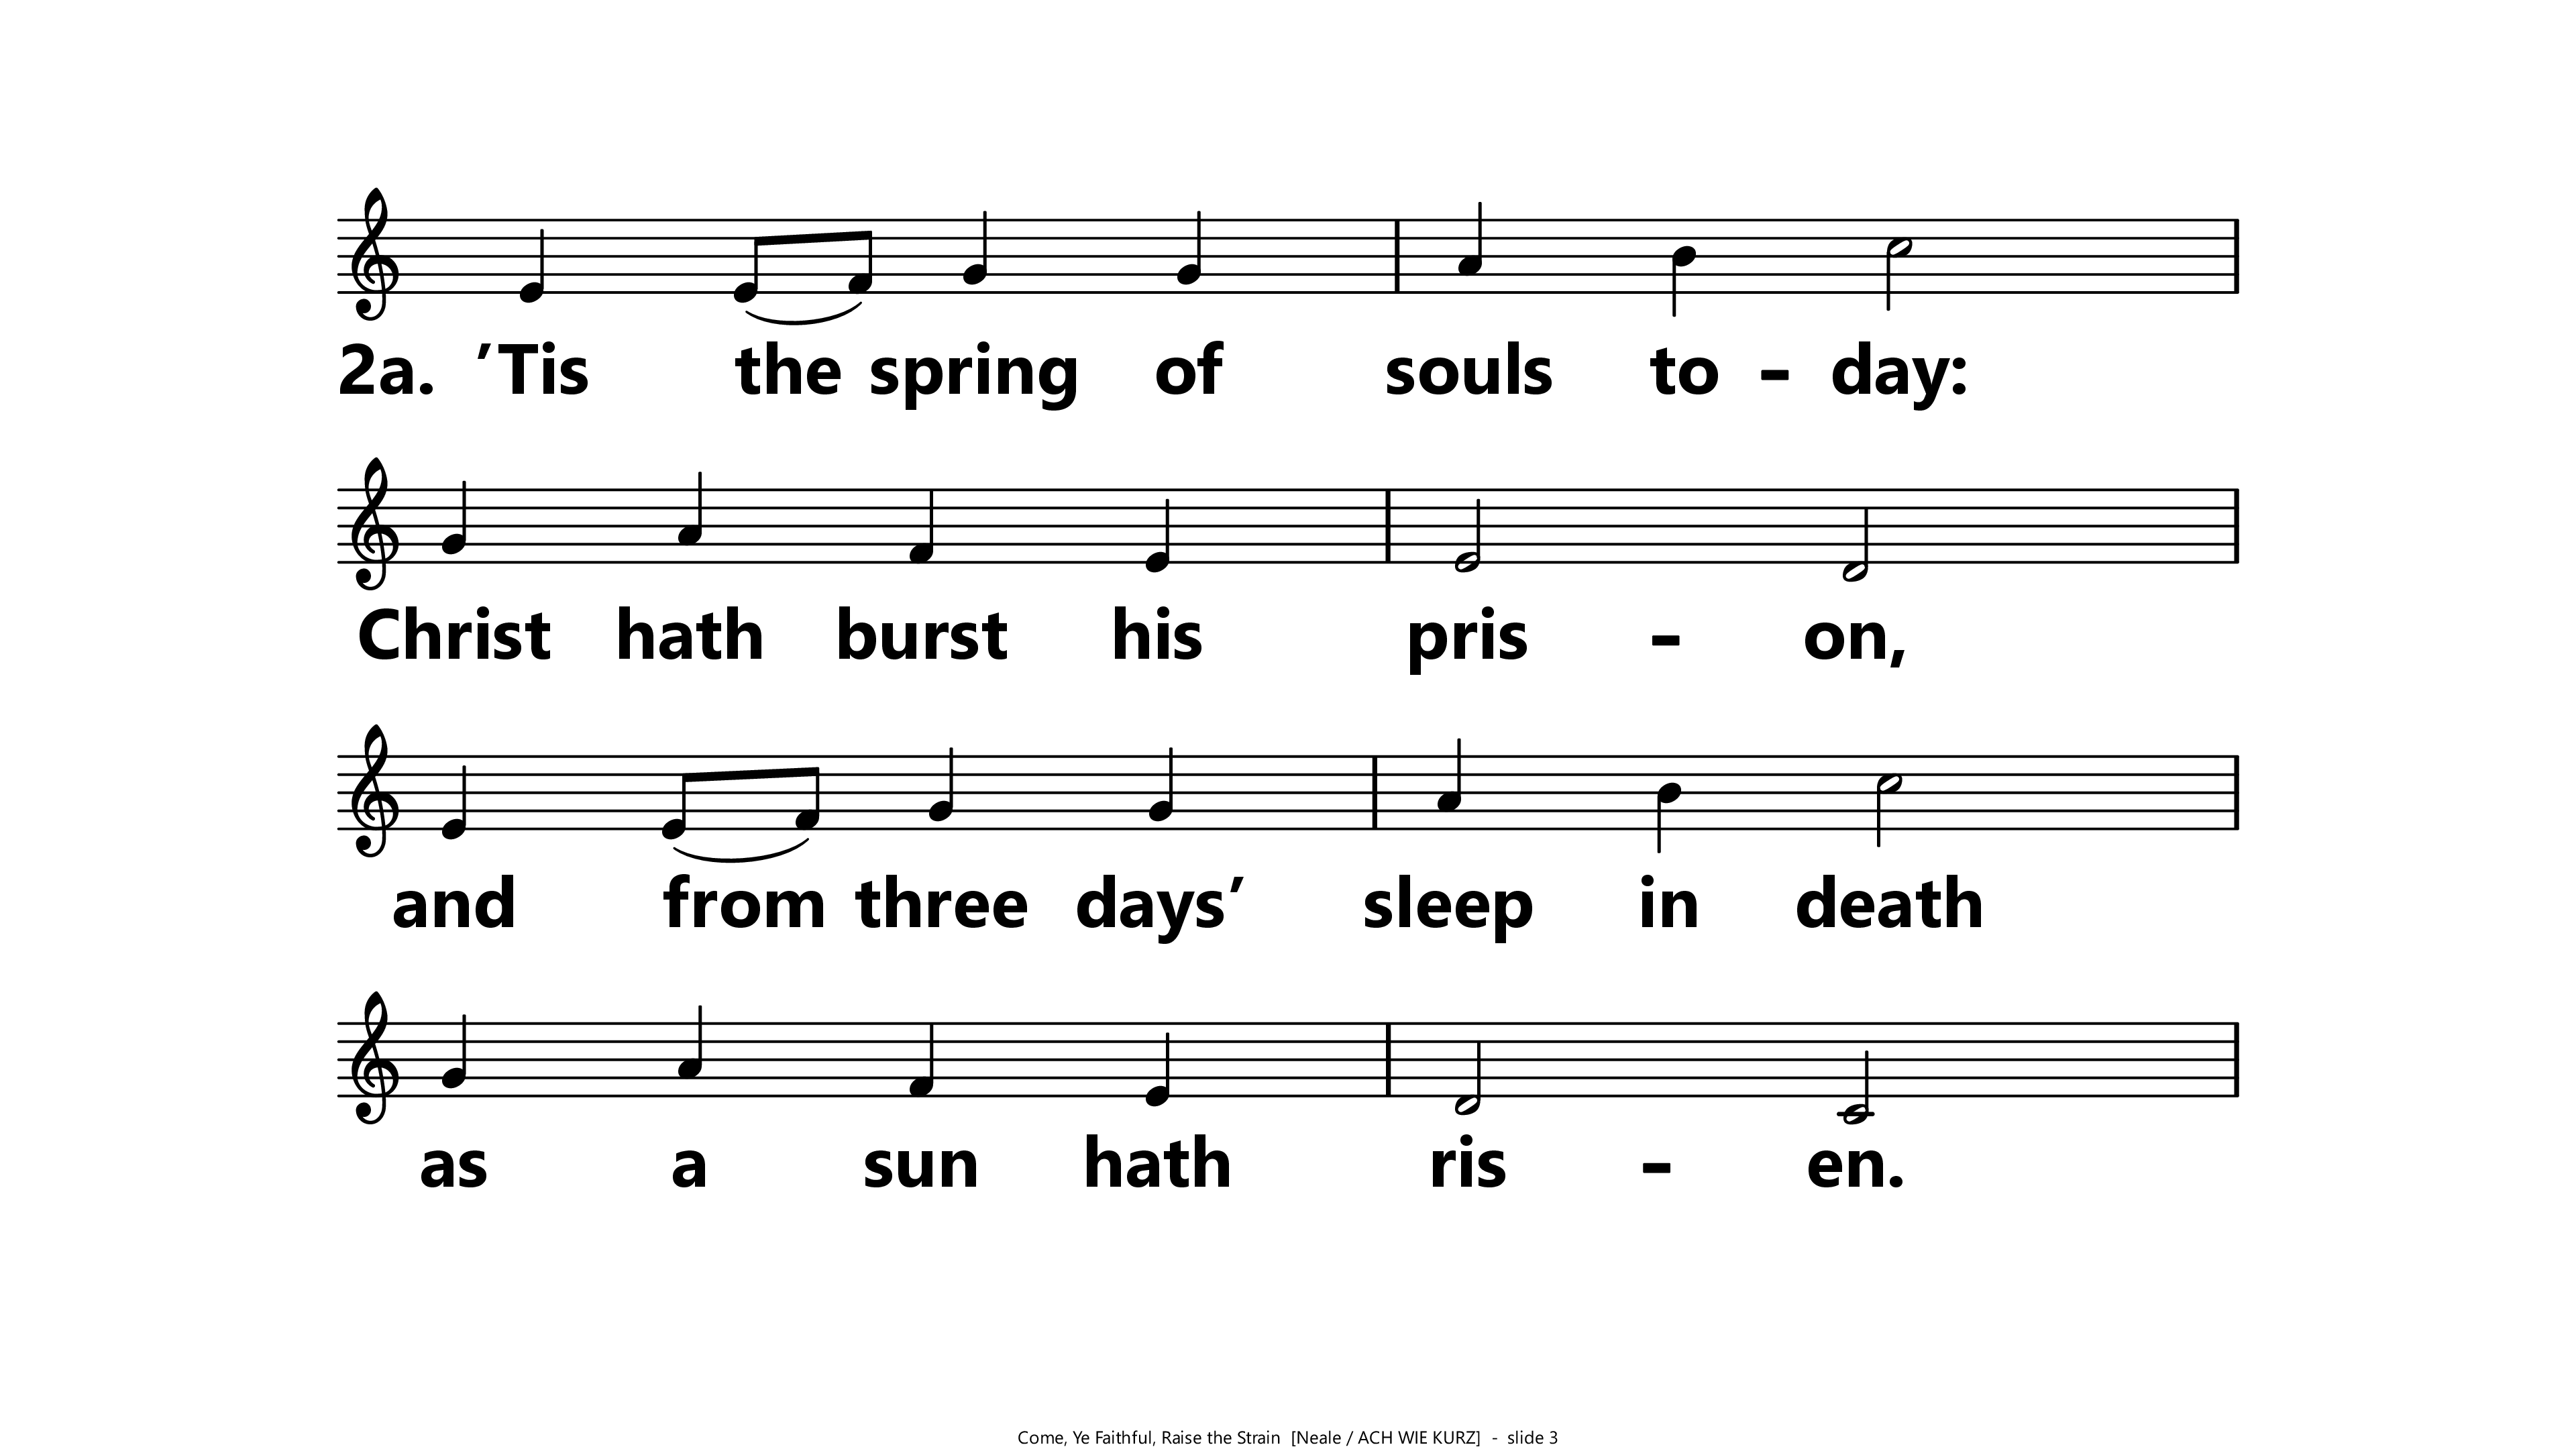 2a. ’Tis the spring of souls to - day:
Christ hath burst his pris - on,
and from three days’ sleep in death
as a sun hath ris - en.
Come, Ye Faithful, Raise the Strain [Neale / ACH WIE KURZ] - slide 3